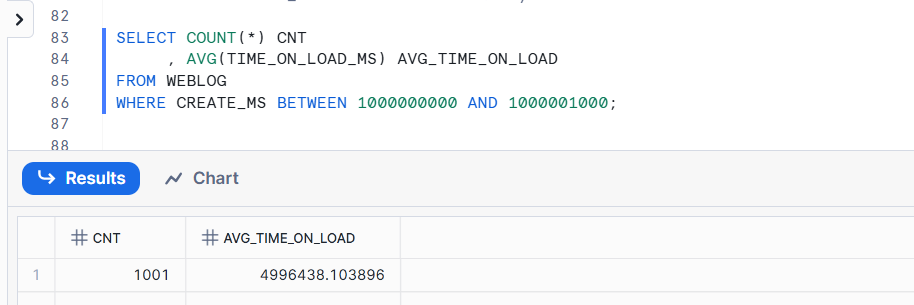 82
83 SELECT COUNT(*) CNT
84 , AVG(TIME_ON_LOAD_MS) AVG_TIME_ON_LOAD
85 FROM WEBLOG
86 WHERE CREATE_MS BETWEEN 1000000000 AND 1000001000;
87
88
Results Chart
CNT AVG_TIME_ON_LOAD
1 1001 4996438.103896